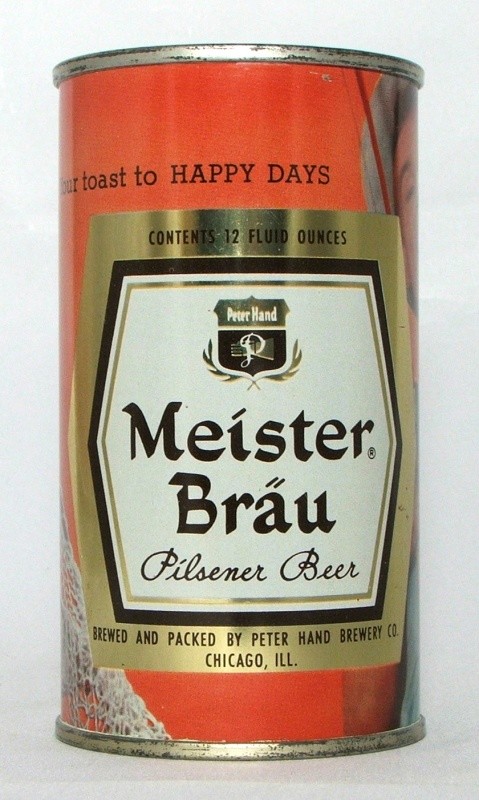 our toast to HAPPY DAYS
CONTENTS 12 FLUID OUNCES
Peter Hand
P
Meister®
Bräu
Pilsener Beer
BREWED AND PACKED BY PETER HAND BREWERY CO.
CHICAGO, ILL.